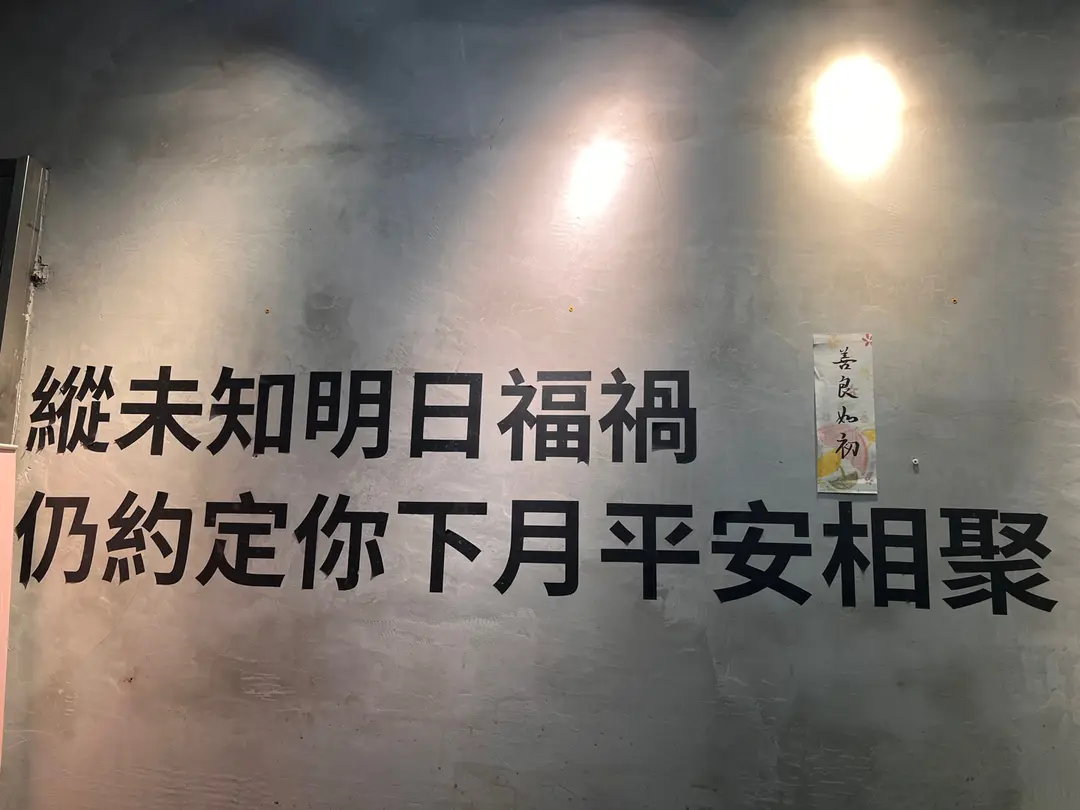 縱未知明日福禍
仍約定你下月平安相聚
善良如初